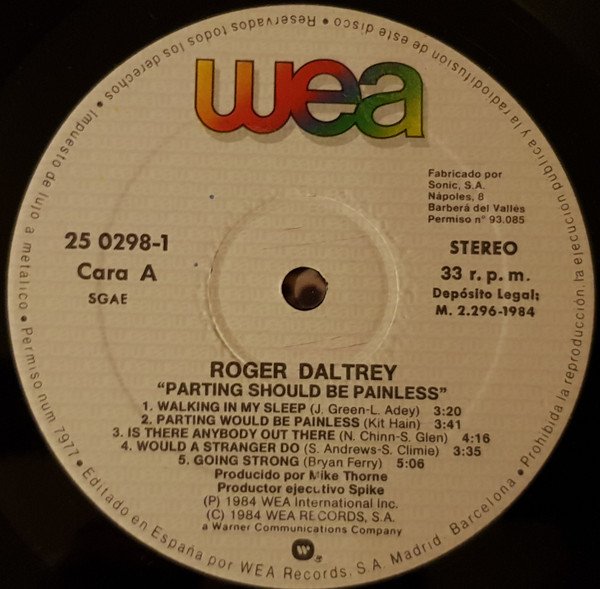 wea
Reservados todos los derechos • Impuesto de lujo a metálico • Permiso num 7977 • Editado en España por WEA Records, S.A. Madrid Barcelona • Prohibida la reproducción, la ejecución pública y la radiodifusión de este disco •
Fabricado por
Sonic, S.A.
Nápoles, 8
Barberá del Vallés
Permiso nº 93.085
25 0298-1
Cara A
SGAE
STEREO
33 r. p. m.
Depósito Legal;
M. 2.296-1984
ROGER DALTREY
“PARTING SHOULD BE PAINLESS”
1. WALKING IN MY SLEEP (J. Green-L. Adey) 3:20
2. PARTING WOULD BE PAINLESS (Kit Hain) 3:41
3. IS THERE ANYBODY OUT THERE (N. Chinn-S. Glen) 4:16
4. WOULD A STRANGER DO (S. Andrews-S. Climie) 3:35
5. GOING STRONG (Bryan Ferry) 5:06
Producido por Mike Thorne
Productor ejecutivo Spike
(P) 1984 WEA International Inc.
(C) 1984 WEA RECORDS, S.A.
a Warner Communications Company